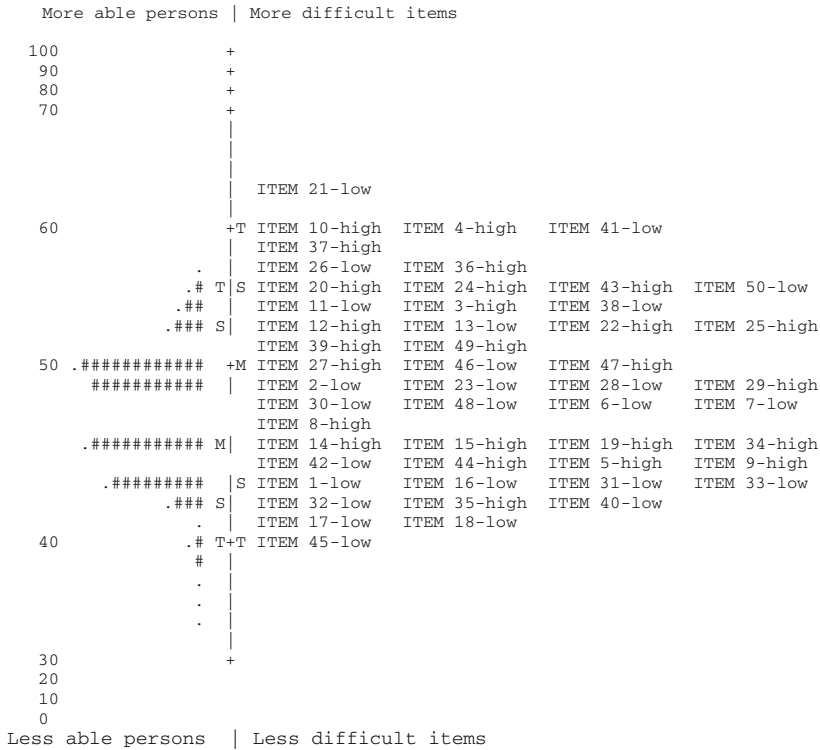 More able persons | More difficult items
100 +
90 +
80 +
70 +
|
|
|
| ITEM 21-low
|
60 +T ITEM 10-high ITEM 4-high ITEM 41-low
| ITEM 37-high
. | ITEM 26-low ITEM 36-high
.# T|S ITEM 20-high ITEM 24-high ITEM 43-high ITEM 50-low
.## | ITEM 11-low ITEM 3-high ITEM 38-low
.### S| ITEM 12-high ITEM 13-low ITEM 22-high ITEM 25-high
ITEM 39-high ITEM 49-high
50 .############ +M ITEM 27-high ITEM 46-low ITEM 47-high
########### | ITEM 2-low ITEM 23-low ITEM 28-low ITEM 29-high
ITEM 30-low ITEM 48-low ITEM 6-low ITEM 7-low
ITEM 8-high
.########### M| ITEM 14-high ITEM 15-high ITEM 19-high ITEM 34-high
ITEM 42-low ITEM 44-high ITEM 5-high ITEM 9-high
.######### |S ITEM 1-low ITEM 16-low ITEM 31-low ITEM 33-low
.### S| ITEM 32-low ITEM 35-high ITEM 40-low
. | ITEM 17-low ITEM 18-low
40 .# T+T ITEM 45-low
# |
. |
. |
. |
|
30 +
20
10
0
Less able persons | Less difficult items